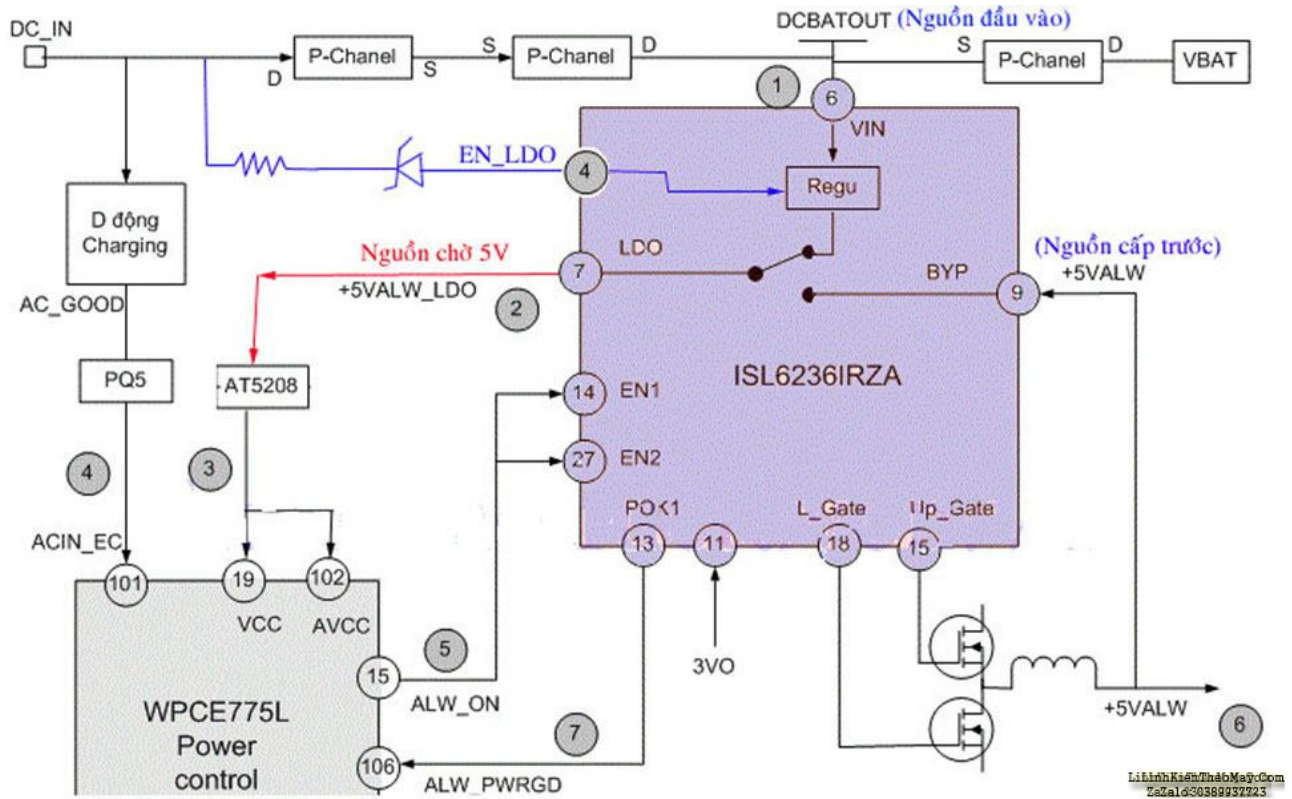 DC_IN
DCBATOUT (Nguồn đầu vào)
P-Chanel
D
S
S
P-Chanel
D
S
P-Chanel
D
VBAT
1
6
VIN
EN_LDO
4
Regu
D động
Charging
Nguồn chờ 5V
LDO
7
+5VALW_LDO
2
(Nguồn cấp trước)
BYP
+5VALW
9
AC_GOOD
PQ5
AT5208
ISL6236IRZA
14
EN1
27
EN2
4
3
POK1
L_Gate
Up_Gate
13
11
18
15
ACIN_EC
101
19
102
VCC
AVCC
3VO
5
15
ALW_ON
WPCE775L
Power
control
7
106
ALW_PWRGD
+5VALW
6